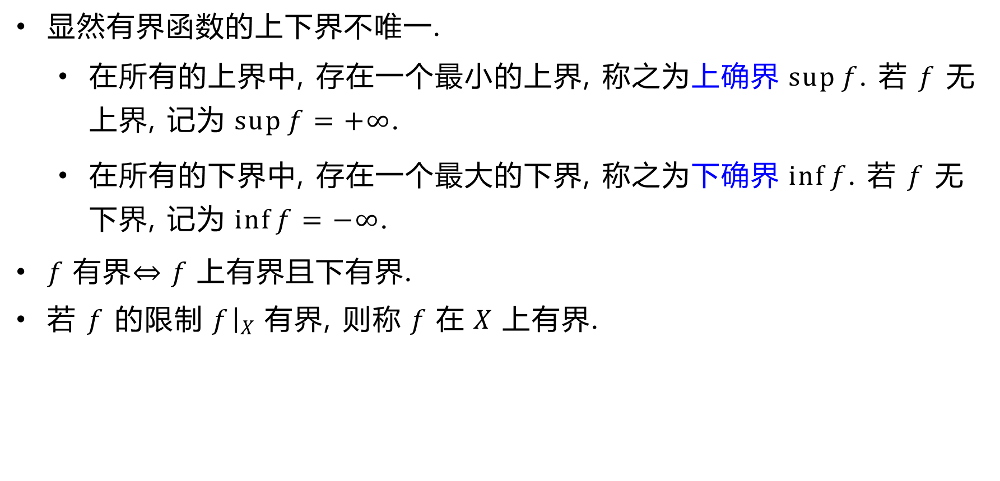 • 显然有界函数的上下界不唯一.
• 在所有的上界中, 存在一个最小的上界, 称之为上确界 sup f. 若 f 无
上界, 记为 sup f = +∞.
• 在所有的下界中, 存在一个最大的下界, 称之为下确界 inf f. 若 f 无
下界, 记为 inf f = −∞.
• f 有界⇔ f 上有界且下有界.
• 若 f 的限制 f|_X 有界, 则称 f 在 X 上有界.